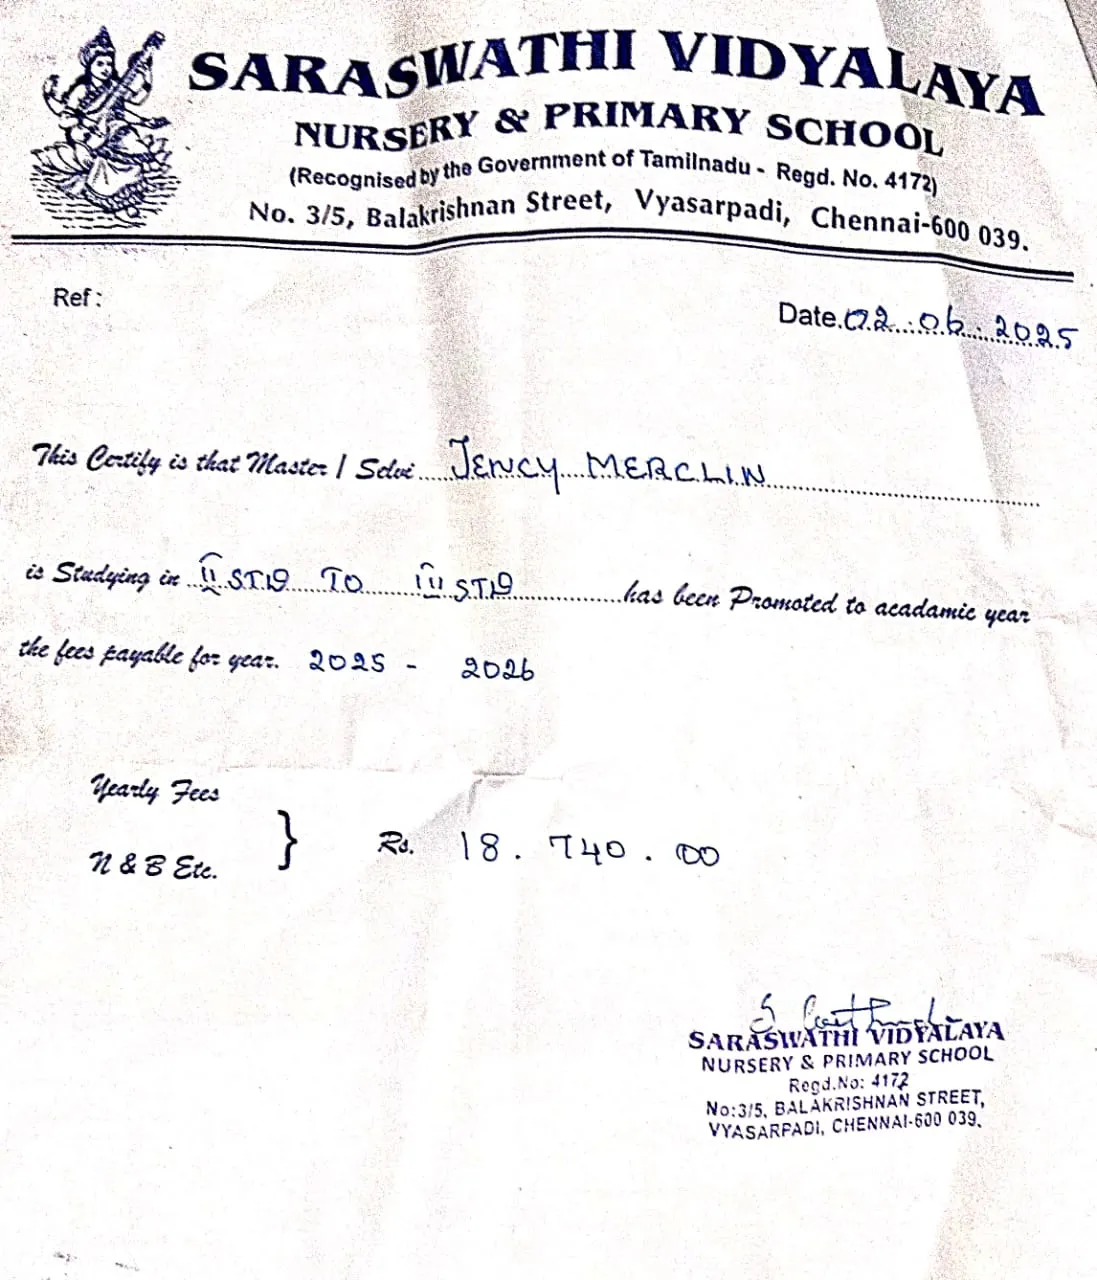 SARASWATHI VIDYALAYA
NURSERY & PRIMARY SCHOOL
(Recognised by the Government of Tamilnadu - Regd. No. 4172)
No. 3/5, Balakrishnan Street, Vyasarpadi, Chennai-600 039.
Ref :
Date.02.06.2025
This Certify is that Master / Selvi JENCY MERCLIN
is Studying in II STD TO III STD has been Promoted to acadamic year
the fees payable for year. 2025 - 2026
Yearly Fees
N & B Etc.
} Rs. 18.740.00
SARASWATHI VIDYALAYA
NURSERY & PRIMARY SCHOOL
Regd.No: 4172
No:3/5, BALAKRISHNAN STREET,
VYASARPADI, CHENNAI-600 039.